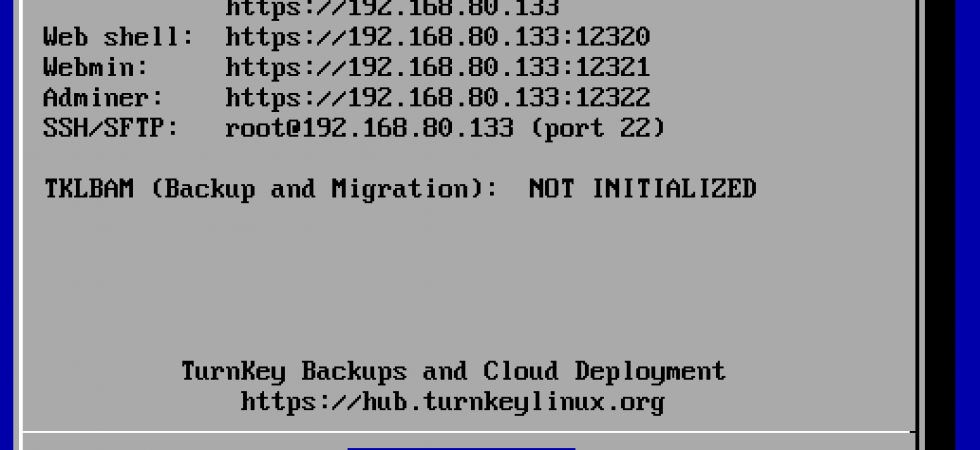 https://192.168.80.133
Web shell: https://192.168.80.133:12320
Webmin: https://192.168.80.133:12321
Adminer: https://192.168.80.133:12322
SSH/SFTP: root@192.168.80.133 (port 22)
TKLBAM (Backup and Migration): NOT INITIALIZED
TurnKey Backups and Cloud Deployment
https://hub.turnkeylinux.org